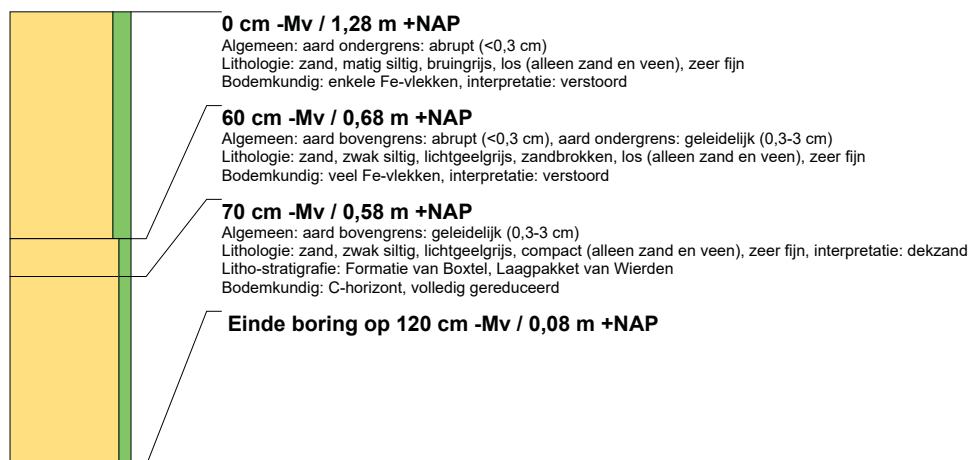 0 cm -Mv / 1,28 m +NAP
Algemeen: aard ondergrens: abrupt (<0,3 cm)
Lithologie: zand, matig siltig, bruingrijs, los (alleen zand en veen), zeer fijn
Bodemkundig: enkele Fe-vlekken, interpretatie: verstoord
60 cm -Mv / 0,68 m +NAP
Algemeen: aard bovengrens: abrupt (<0,3 cm), aard ondergrens: geleidelijk (0,3-3 cm)
Lithologie: zand, zwak siltig, lichtgeelgrijs, zandbrokken, los (alleen zand en veen), zeer fijn
Bodemkundig: veel Fe-vlekken, interpretatie: verstoord
70 cm -Mv / 0,58 m +NAP
Algemeen: aard bovengrens: geleidelijk (0,3-3 cm)
Lithologie: zand, zwak siltig, lichtgeelgrijs, compact (alleen zand en veen), zeer fijn, interpretatie: dekzand
Litho-stratigrafie: Formatie van Boxtel, Laagpakket van Wierden
Bodemkundig: C-horizont, volledig gereduceerd
Einde boring op 120 cm -Mv / 0,08 m +NAP